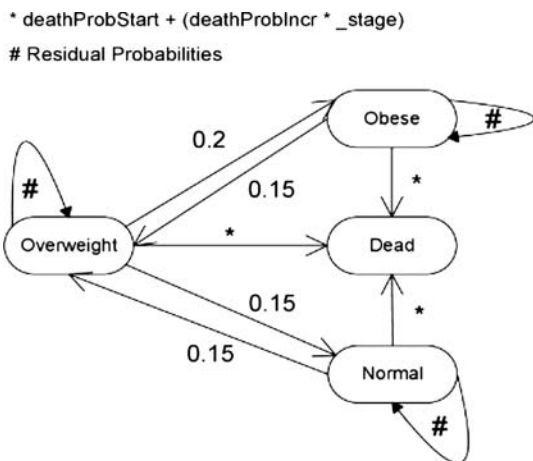 * deathProbStart + (deathProbIncr * _stage)
# Residual Probabilities
Obese
#
0.2
#
0.15
*
Overweight
*
Dead
0.15
*
0.15
Normal
#